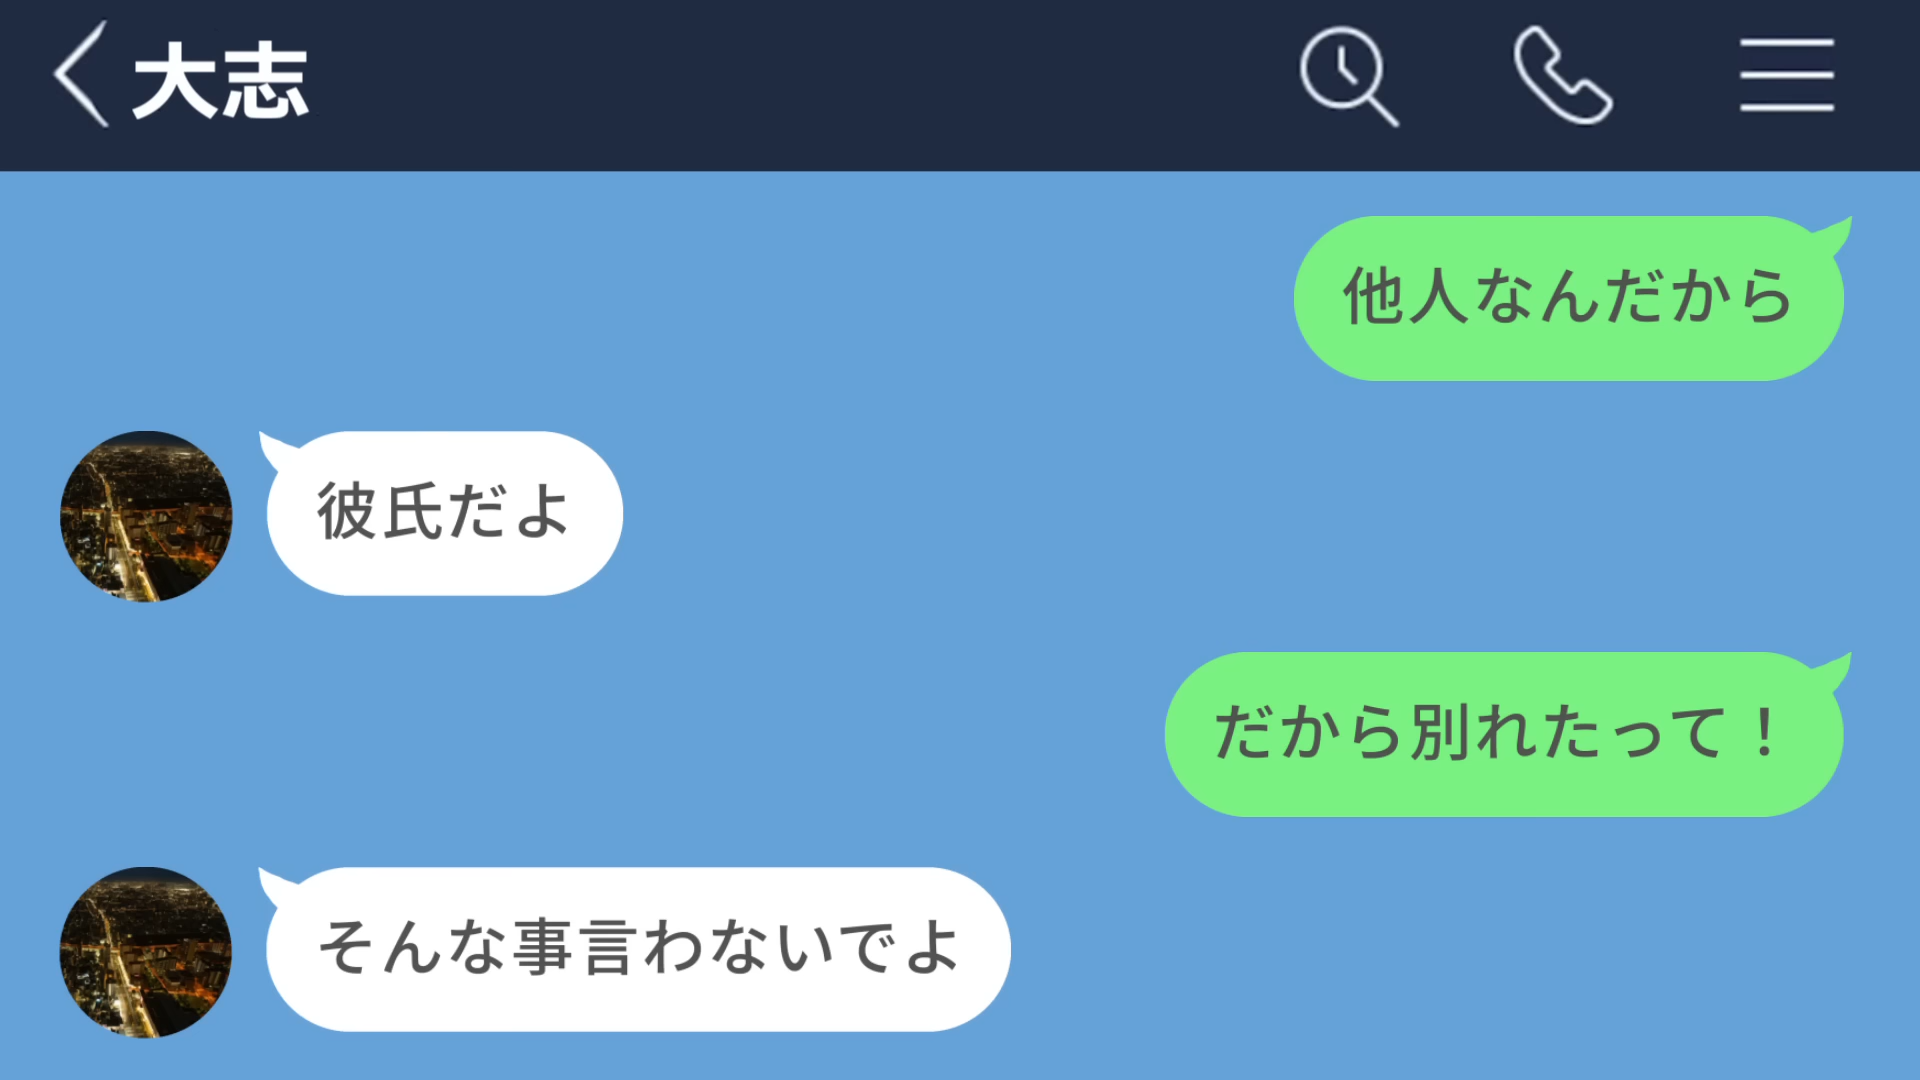 大志
他人なんだから
彼氏だよ
だから別れたって！
そんな事言わないでよ